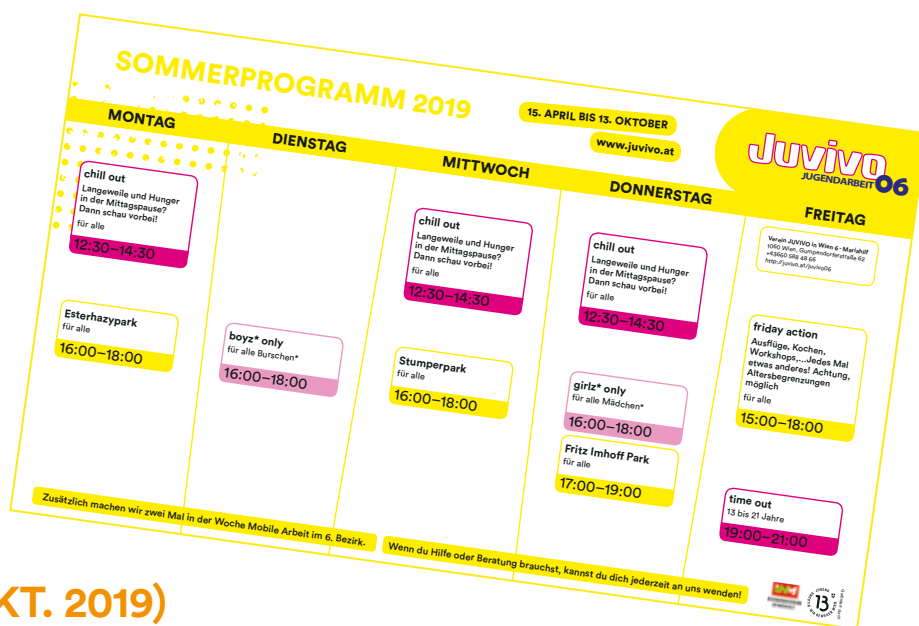 SOMMERPROGRAMM 2019
15. APRIL BIS 13. OKTOBER
www.juvivo.at
Juvivo
JUGENDARBEIT 06
MONTAG
chill out
Langeweile und Hunger
in der Mittagspause?
Dann schau vorbei!
für alle
12:30–14:30
Esterhazypark
für alle
16:00–18:00
DIENSTAG
boyz* only
für alle Burschen*
16:00–18:00
MITTWOCH
chill out
Langeweile und Hunger
in der Mittagspause?
Dann schau vorbei!
für alle
12:30–14:30
Stumperpark
für alle
16:00–18:00
DONNERSTAG
chill out
Langeweile und Hunger
in der Mittagspause?
Dann schau vorbei!
für alle
12:30–14:30
girlz* only
für alle Mädchen*
16:00–18:00
Fritz Imhoff Park
für alle
17:00–19:00
FREITAG
Verein JUVIVO in Wien 6 - Mariahilf
1060 Wien, Gumpendorferstraße 62
+43660 588 48 66
http://juvivo.at/juvivo06
friday action
Ausflüge, Kochen,
Workshops,...Jedes Mal
etwas anderes! Achtung,
Altersbegrenzungen
möglich
für alle
15:00–18:00
time out
13 bis 21 Jahre
19:00–21:00
Zusätzlich machen wir zwei Mal in der Woche Mobile Arbeit im 6. Bezirk.
Wenn du Hilfe oder Beratung brauchst, kannst du dich jederzeit an uns wenden!
13
KT. 2019)